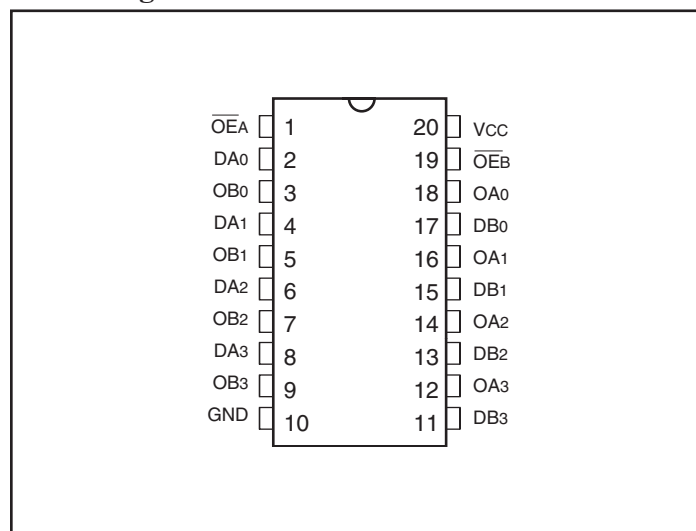 O̅E̅A 1 20 VCC
DA0 2 19 O̅E̅B
OB0 3 18 OA0
DA1 4 17 DB0
OB1 5 16 OA1
DA2 6 15 DB1
OB2 7 14 OA2
DA3 8 13 DB2
OB3 9 12 OA3
GND 10 11 DB3